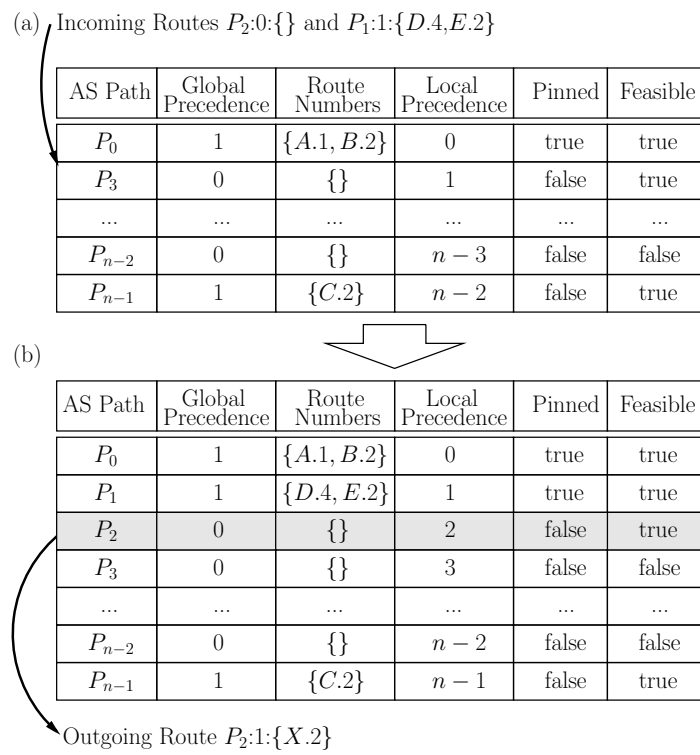 (a) Incoming Routes P₂:0:{} and P₁:1:{D.4,E.2}
AS Path Global Precedence Route Numbers Local Precedence Pinned Feasible
P₀ 1 {A.1, B.2} 0 true true
P₃ 0 {} 1 false true
... ... ... ... ... ...
Pₙ₋₂ 0 {} n − 3 false false
Pₙ₋₁ 1 {C.2} n − 2 false true
(b)
AS Path Global Precedence Route Numbers Local Precedence Pinned Feasible
P₀ 1 {A.1, B.2} 0 true true
P₁ 1 {D.4, E.2} 1 true true
P₂ 0 {} 2 false true
P₃ 0 {} 3 false false
... ... ... ... ... ...
Pₙ₋₂ 0 {} n − 2 false false
Pₙ₋₁ 1 {C.2} n − 1 false true
Outgoing Route P₂:1:{X.2}